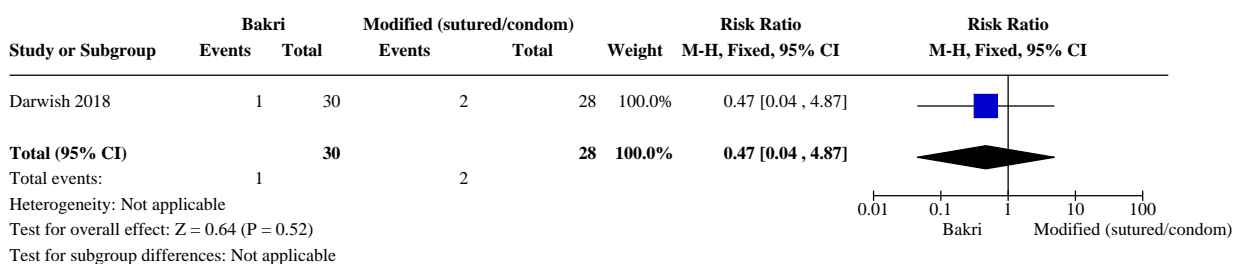 Bakri Modified (sutured/condom) Risk Ratio Risk Ratio
Study or Subgroup Events Total Events Total Weight M-H, Fixed, 95% CI M-H, Fixed, 95% CI
Darwish 2018 1 30 2 28 100.0% 0.47 [0.04 , 4.87]
Total (95% CI) 30 28 100.0% 0.47 [0.04 , 4.87]
Total events: 1 2
Heterogeneity: Not applicable 0.01 0.1 1 10 100
Test for overall effect: Z = 0.64 (P = 0.52) Bakri Modified (sutured/condom)
Test for subgroup differences: Not applicable